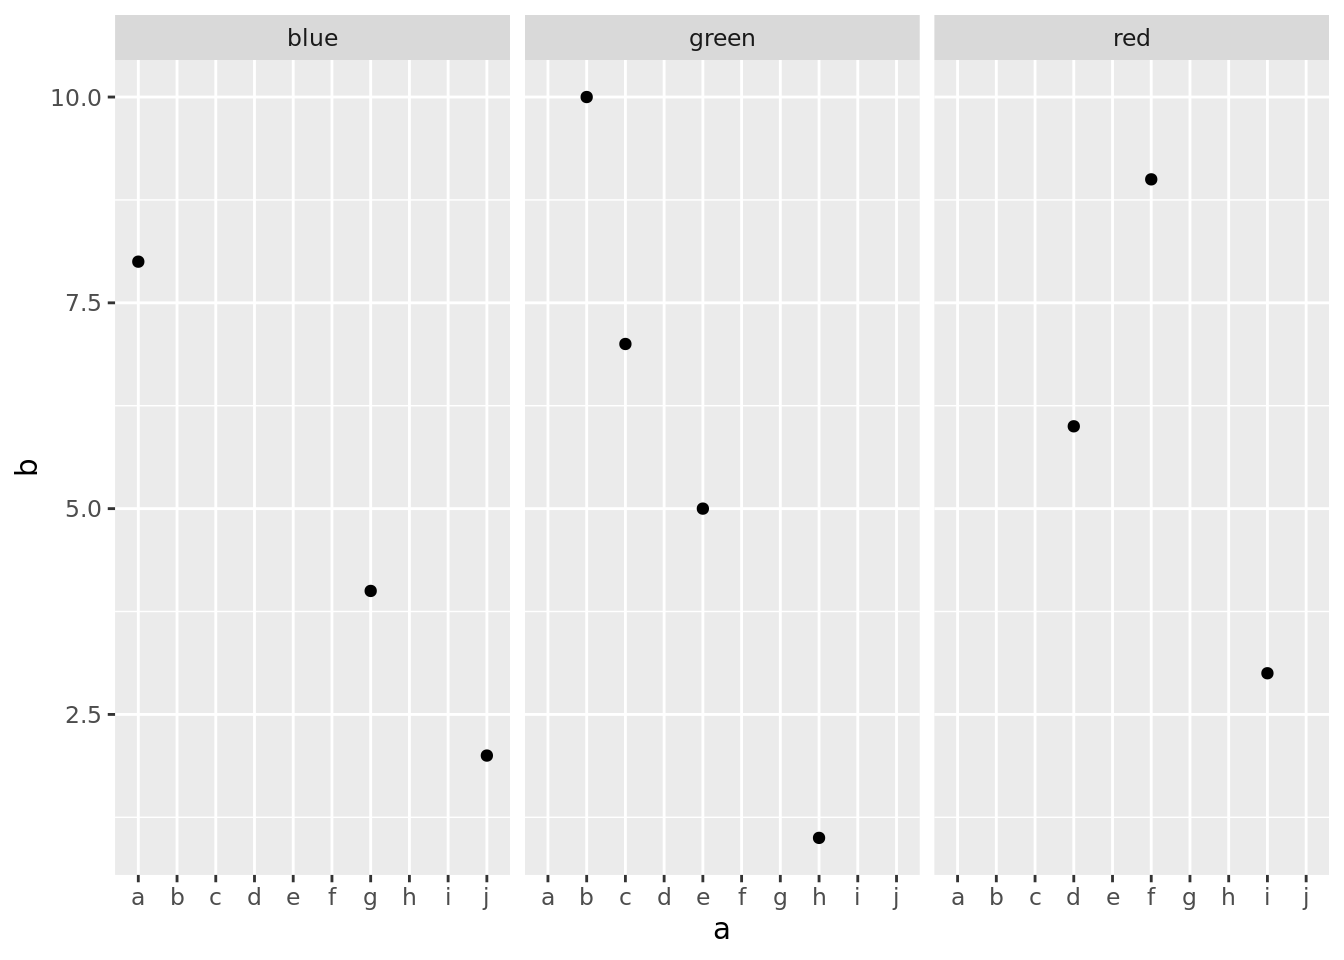 blue green red
10.0
7.5
b
5.0
2.5
a b c d e f g h i j a b c d e f g h i j a b c d e f g h i j
a